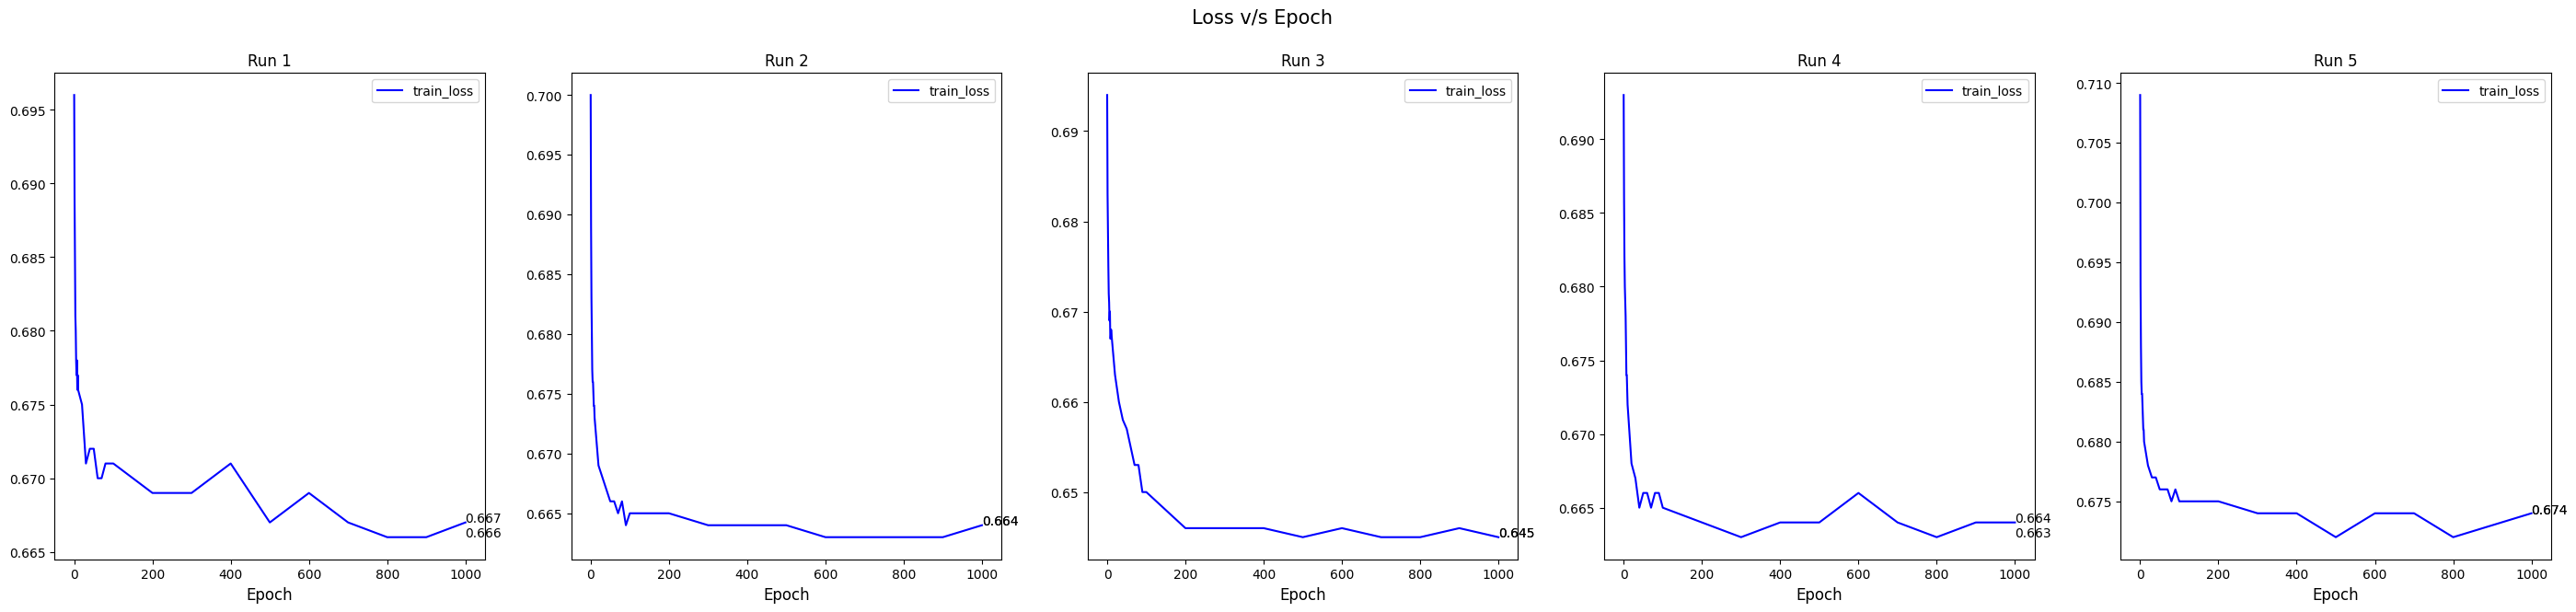 Loss v/s Epoch
Run 1
train_loss
0.695
0.690
0.685
0.680
0.675
0.670
0.665
0.667
0.666
0 200 400 600 800 1000
Epoch
Run 2
train_loss
0.700
0.695
0.690
0.685
0.680
0.675
0.670
0.665
0.664
0 200 400 600 800 1000
Epoch
Run 3
train_loss
0.69
0.68
0.67
0.66
0.65
0.645
0 200 400 600 800 1000
Epoch
Run 4
train_loss
0.690
0.685
0.680
0.675
0.670
0.665
0.664
0.663
0 200 400 600 800 1000
Epoch
Run 5
train_loss
0.710
0.705
0.700
0.695
0.690
0.685
0.680
0.675
0.674
0 200 400 600 800 1000
Epoch